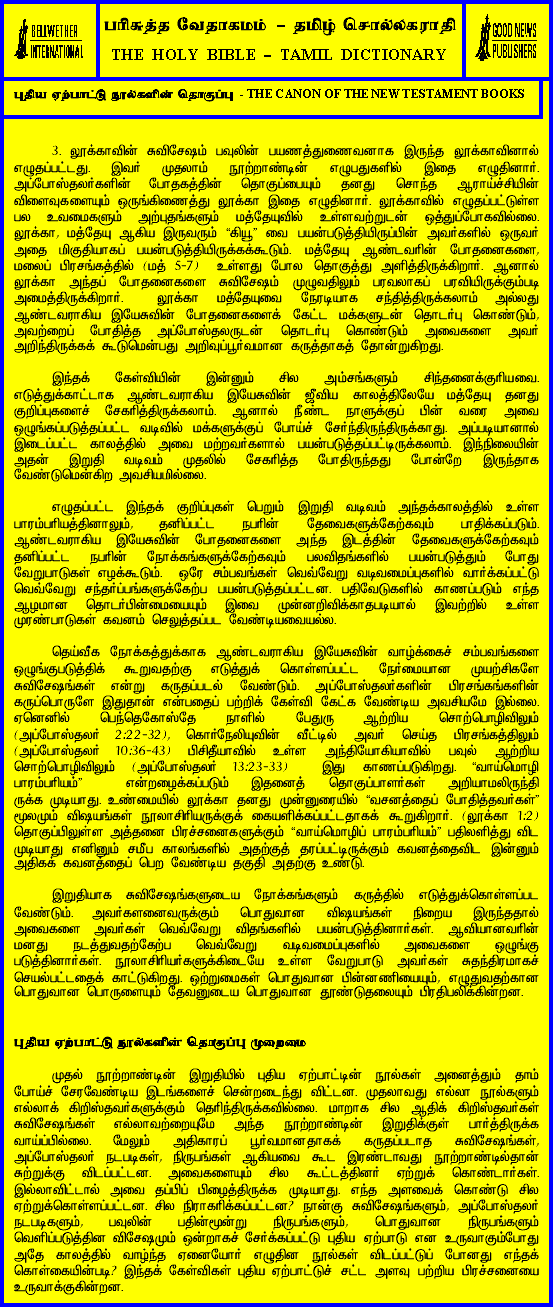 BELLWETHER
INTERNATIONAL
பரிசுத்த வேதாகமம் – தமிழ் சொல்லகராதி
THE HOLY BIBLE – TAMIL DICTIONARY
GOOD NEWS
PUBLISHERS
புதிய ஏற்பாட்டு நூல்களின் தொகுப்பு - THE CANON OF THE NEW TESTAMENT BOOKS
3. லூக்காவின் சுவிசேஷம் பவுலின் பயணத்துணைவனாக இருந்த லூக்காவினால்
எழுதப்பட்டது. இவர் முதலாம் நூற்றாண்டின் எழுபதுகளில் இதை எழுதினார்.
அப்போஸ்தலர்களின் போதகத்தின் தொகுப்பையும் தனது சொந்த ஆராய்ச்சியின்
விளைவுகளையும் ஒருங்கிணைத்து லூக்கா இதை எழுதினார். லூக்காவில் எழுதப்பட்டுள்ள
பல உவமைகளும் அற்புதங்களும் மத்தேயுவில் உள்ளவற்றுடன் ஒத்துப்போகவில்லை.
லூக்கா, மத்தேயு ஆகிய இருவரும் “கியூ” வை பயன்படுத்தியிருப்பின் அவர்களில் ஒருவர்
அதை மிகுதியாகப் பயன்படுத்தியிருக்கக்கூடும். மத்தேயு ஆண்டவரின் போதனைகளை,
மலைப் பிரசங்கத்தில் (மத் 5-7) உள்ளது போல தொகுத்து அளித்திருக்கிறார். ஆனால்
லூக்கா அந்தப் போதனைகளை சுவிசேஷம் முழுவதிலும் பரவலாகப் பரவியிருக்கும்படி
அமைத்திருக்கிறார். லூக்கா மத்தேயுவை நேரடியாக சந்தித்திருக்கலாம் அல்லது
ஆண்டவராகிய இயேசுவின் போதனைகளைக் கேட்ட மக்களுடன் தொடர்பு கொண்டும்,
அவற்றைப் போதித்த அப்போஸ்தலருடன் தொடர்பு கொண்டும் அவைகளை அவர்
அறிந்திருக்கக் கூடுமென்பது அறிவுப்பூர்வமான கருத்தாகத் தோன்றுகிறது.
இந்தக் கேள்வியின் இன்னும் சில அம்சங்களும் சிந்தனைக்குரியவை.
எடுத்துக்காட்டாக ஆண்டவராகிய இயேசுவின் ஜீவிய காலத்திலேயே மத்தேயு தனது
குறிப்புகளைச் சேகரித்திருக்கலாம். ஆனால் நீண்ட நாளுக்குப் பின் வரை அவை
ஒழுங்கப்படுத்தப்பட்ட வடிவில் மக்களுக்குப் போய்ச் சேர்ந்திருந்திருக்காது. அப்படியானால்
இடைப்பட்ட காலத்தில் அவை மற்றவர்களால் பயன்படுத்தப்பட்டிருக்கலாம். இந்நிலையின்
அதன் இறுதி வடிவம் முதலில் சேகரித்த போதிருந்தது போன்றே இருந்தாக
வேண்டுமென்கிற அவசியமில்லை.
எழுதப்பட்ட இந்தக் குறிப்புகள் பெறும் இறுதி வடிவம் அந்தக்காலத்தில் உள்ள
பாரம்பரியத்தினாலும், தனிப்பட்ட நபரின் தேவைகளுக்கேற்கவும் பாதிக்கப்படும்.
ஆண்டவராகிய இயேசுவின் போதனைகளை அந்த இடத்தின் தேவைகளுக்கேற்கவும்
தனிப்பட்ட நபரின் நோக்கங்களுக்கேற்கவும் பலவிதங்களில் பயன்படுத்தும் போது
வேறுபாடுகள் எழக்கூடும். ஒரே சம்பவங்கள் வெவ்வேறு வடிவமைப்புகளில் வார்க்கப்பட்டு
வெவ்வேறு சந்தர்ப்பங்களுக்கேற்ப பயன்படுத்தப்பட்டன. பதிவேடுகளில் காணப்படும் எந்த
ஆழமான தொடர்பின்மையையும் இவை முன்னறிவிக்காதபடியால் இவற்றில் உள்ள
முரண்பாடுகள் கவனம் செலுத்தப்பட வேண்டியவையல்ல.
தெய்வீக நோக்கத்துக்காக ஆண்டவராகிய இயேசுவின் வாழ்க்கைச் சம்பவங்களை
ஒழுங்குபடுத்திக் கூறுவதற்கு எடுத்துக் கொள்ளப்பட்ட நேர்மையான முயற்சிகளே
சுவிசேஷங்கள் என்று கருதப்படல் வேண்டும். அப்போஸ்தலர்களின் பிரசங்கங்களின்
கருப்பொருளே இதுதான் என்பதைப் பற்றிக் கேள்வி கேட்க வேண்டிய அவசியமே இல்லை.
ஏனெனில் பெந்தெகோஸ்தே நாளில் பேதுரு ஆற்றிய சொற்பொழிவிலும்
(அப்போஸ்தலர் 2:22-32), கொர்நேலியுவின் வீட்டில் அவர் செய்த பிரசங்கத்திலும்
(அப்போஸ்தலர் 10:36-43) பிசிதியாவில் உள்ள அந்தியோகியாவில் பவுல் ஆற்றிய
சொற்பொழிவிலும் (அப்போஸ்தலர் 13:23-33) இது காணப்படுகிறது. “வாய்மொழி
பாரம்பரியம்” என்றழைக்கப்படும் இதனைத் தொகுப்பாளர்கள் அறியாமலிருந்தி
ருக்க முடியாது. உண்மையில் லூக்கா தனது முன்னுரையில் “வசனத்தைப் போதித்தவர்கள்”
மூலமும் விஷயங்கள் நூலாசிரியருக்குக் கையளிக்கப்பட்டதாகக் கூறுகிறார். (லூக்கா 1:2)
தொகுப்பிலுள்ள அத்தனை பிரச்சனைகளுக்கும் “வாய்மொழிப் பாரம்பரியம்” பதிலளித்து விட
முடியாது எனினும் சமீப காலங்களில் அதற்குத் தரப்பட்டிருக்கும் கவனத்தைவிட இன்னும்
அதிகக் கவனத்தைப் பெற வேண்டிய தகுதி அதற்கு உண்டு.
இறுதியாக சுவிசேஷங்களுடைய நோக்கங்களும் கருத்தில் எடுத்துக்கொள்ளப்பட
வேண்டும். அவர்களனைவருக்கும் பொதுவான விஷயங்கள் நிறைய இருந்ததால்
அவைகளை அவர்கள் வெவ்வேறு விதங்களில் பயன்படுத்தினார்கள். ஆவியானவரின்
மனது நடத்துவதற்கேற்ப வெவ்வேறு வடிவமைப்புகளில் அவைகளை ஒழுங்கு
படுத்தினார்கள். நூலாசிரியர்களுக்கிடையே உள்ள வேறுபாடு அவர்கள் சுதந்திரமாகச்
செயல்பட்டதைக் காட்டுகிறது. ஒற்றுமைகள் பொதுவான பின்னணியையும், எழுதுவதற்கான
பொதுவான பொருளையும் தேவனுடைய பொதுவான தூண்டுதலையும் பிரதிபலிக்கின்றன.
புதிய ஏற்பாட்டு நூல்களின் தொகுப்பு முறைமை
முதல் நூற்றாண்டின் இறுதியில் புதிய ஏற்பாட்டின் நூல்கள் அனைத்தும் தாம்
போய்ச் சேரவேண்டிய இடங்களைச் சென்றடைந்து விட்டன. முதலாவது எல்லா நூல்களும்
எல்லாக் கிறிஸ்தவர்களுக்கும் தெரிந்திருக்கவில்லை. மாறாக சில ஆதிக் கிறிஸ்தவர்கள்
சுவிசேஷங்கள் எல்லாவற்றையுமே அந்த நூற்றாண்டின் இறுதிக்குள் பார்த்திருக்க
வாய்ப்பில்லை. மேலும் அதிகாரப் பூர்வமானதாகக் கருதப்படாத சுவிசேஷங்கள்,
அப்போஸ்தலர் நடபடிகள், நிருபங்கள் ஆகியவை கூட இரண்டாவது நூற்றாண்டில்தான்
சுற்றுக்கு விடப்பட்டன. அவைகளையும் சில கூட்டத்தினர் ஏற்றுக் கொண்டார்கள்.
இல்லாவிட்டால் அவை தப்பிப் பிழைத்திருக்க முடியாது. எந்த அளவைக் கொண்டு சில
ஏற்றுக்கொள்ளப்பட்டன. சில நிராகரிக்கப்பட்டன? நான்கு சுவிசேஷங்களும், அப்போஸ்தலர்
நடபடிகளும், பவுலின் பதின்மூன்று நிருபங்களும், பொதுவான நிருபங்களும்
வெளிப்படுத்தின விசேஷமும் ஒன்றாகச் சேர்க்கப்பட்டு புதிய ஏற்பாடு என உருவாகும்போது
அதே காலத்தில் வாழ்ந்த ஏனையோர் எழுதின நூல்கள் விடப்பட்டுப் போனது எந்தக்
கொள்கையின்படி? இந்தக் கேள்விகள் புதிய ஏற்பாட்டுச் சட்ட அளவு பற்றிய பிரச்சனையை
உருவாக்குகின்றன.